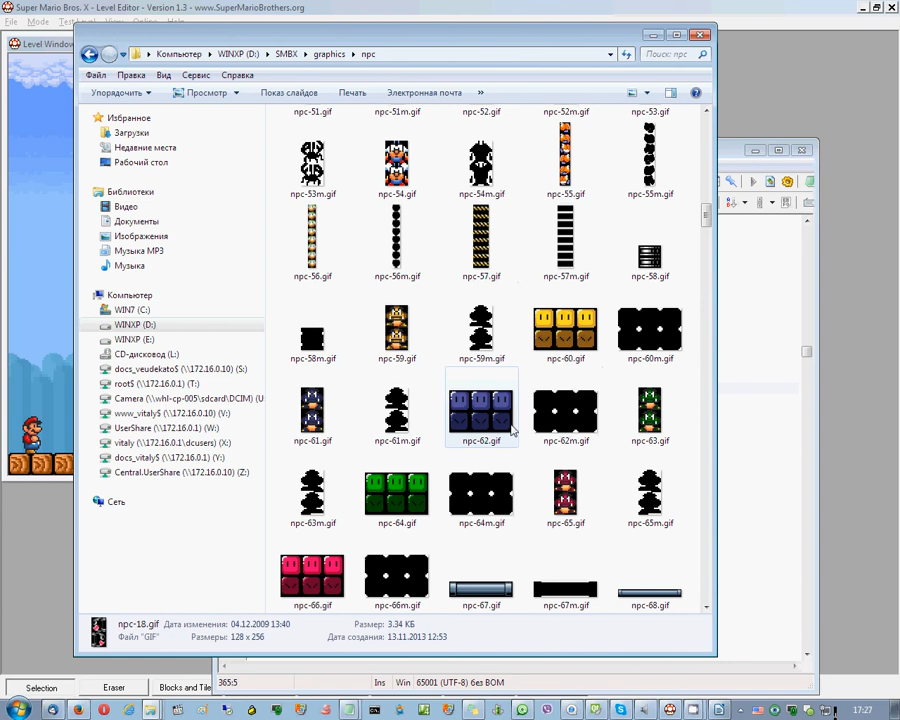 Super Mario Bros. X - Level Editor - Version 1.3 - www.SuperMarioBrothers.org
File Mode Test Level
Level Window
Компьютер WINXP (D:) SMBX graphics npc
Поиск: npc
Файл Правка Вид Сервис Справка
Упорядочить Просмотр Показ слайдов Печать Электронная почта »
Избранное
Загрузки
Недавние места
Рабочий стол
Библиотеки
Видео
Документы
Изображения
Музыка MP3
Музыка
Компьютер
WIN7 (C:)
WINXP (D:)
WINXP (E:)
CD-дисковод (L:)
docs_veudekato$ (\\172.16.0.10) (S:)
root$ (\\172.16.0.1) (T:)
Camera (\\whl-cp-005\sdcard\DCIM) (U
www_vitaly$ (\\172.16.0.1) (V:)
UserShare (\\172.16.0.1) (W:)
vitaly (\\172.16.0.1\dcusers) (X:)
docs_vitaly$ (\\172.16.0.1) (Y:)
Central.UserShare (\\172.16.0.10) (Z:)
Сеть
npc-51.gif npc-51m.gif npc-52.gif npc-52m.gif npc-53.gif
npc-53m.gif npc-54.gif npc-54m.gif npc-55.gif npc-55m.gif
npc-56.gif npc-56m.gif npc-57.gif npc-57m.gif npc-58.gif
npc-58m.gif npc-59.gif npc-59m.gif npc-60.gif npc-60m.gif
npc-61.gif npc-61m.gif npc-62.gif npc-62m.gif npc-63.gif
npc-63m.gif npc-64.gif npc-64m.gif npc-65.gif npc-65m.gif
npc-66.gif npc-66m.gif npc-67.gif npc-67m.gif npc-68.gif
npc-18.gif Дата изменения: 04.12.2009 13:40 Размер: 3.34 КБ
Файл "GIF" Размеры: 128 x 256 Дата создания: 13.11.2013 12:53
365:5 Ins Win 65001 (UTF-8) без BOM
Selection Eraser Blocks and Tile
17:27